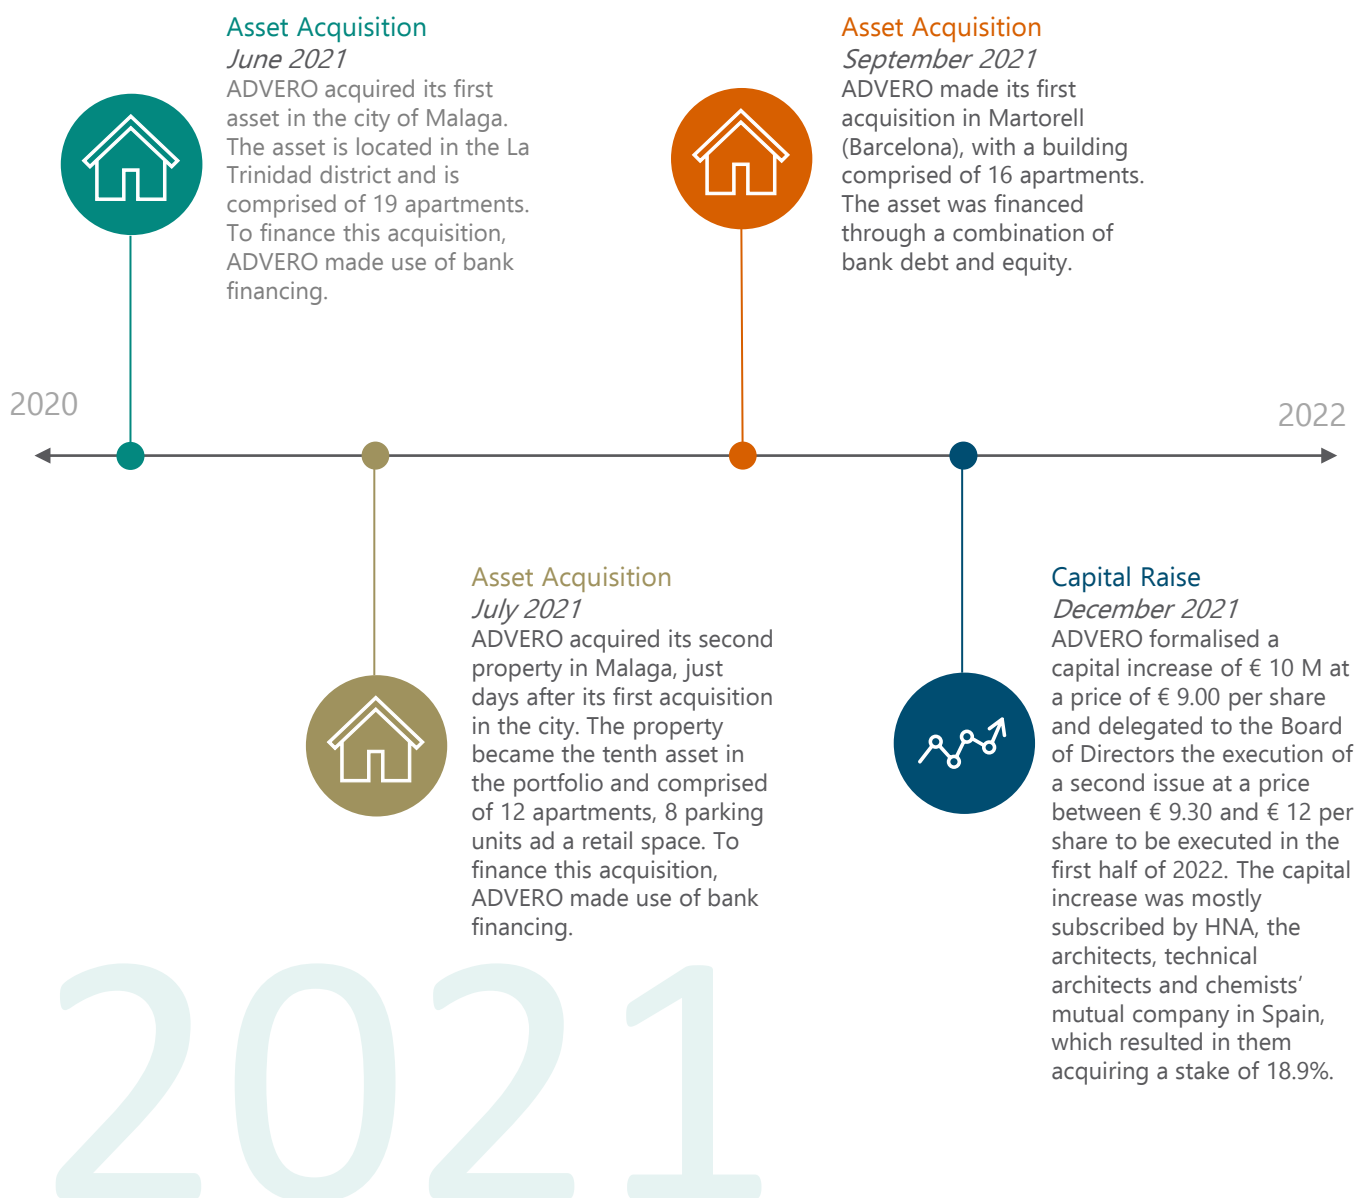 Asset Acquisition
June 2021
ADVERO acquired its first
asset in the city of Malaga.
The asset is located in the La
Trinidad district and is
comprised of 19 apartments.
To finance this acquisition,
ADVERO made use of bank
financing.
Asset Acquisition
September 2021
ADVERO made its first
acquisition in Martorell
(Barcelona), with a building
comprised of 16 apartments.
The asset was financed
through a combination of
bank debt and equity.
2020
2022
Asset Acquisition
July 2021
ADVERO acquired its second
property in Malaga, just
days after its first acquisition
in the city. The property
became the tenth asset in
the portfolio and comprised
of 12 apartments, 8 parking
units ad a retail space. To
finance this acquisition,
ADVERO made use of bank
financing.
Capital Raise
December 2021
ADVERO formalised a
capital increase of € 10 M at
a price of € 9.00 per share
and delegated to the Board
of Directors the execution of
a second issue at a price
between € 9.30 and € 12 per
share to be executed in the
first half of 2022. The capital
increase was mostly
subscribed by HNA, the
architects, technical
architects and chemists’
mutual company in Spain,
which resulted in them
acquiring a stake of 18.9%.
2021